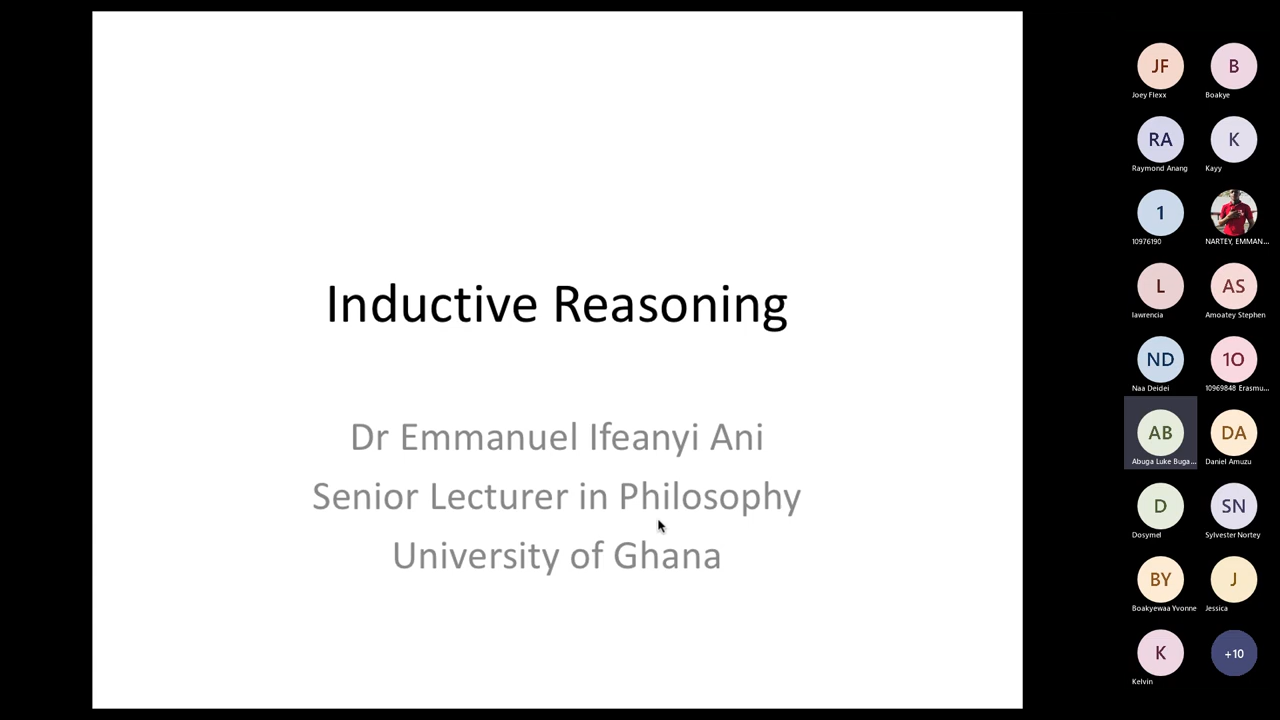 Inductive Reasoning
Dr Emmanuel Ifeanyi Ani
Senior Lecturer in Philosophy
University of Ghana
JF
Joey Flexx
B
Boakye
RA
Raymond Anang
K
Kayy
1
10976190
NARTEY, EMMAN...
L
lawrencia
AS
Amoatey Stephen
ND
Naa Deidei
1O
10969848 Erasmu...
AB
Abuga Luke Buga...
DA
Daniel Amuzu
D
Dosymel
SN
Sylvester Nortey
BY
Boakyewaa Yvonne
J
Jessica
K
Kelvin
+10